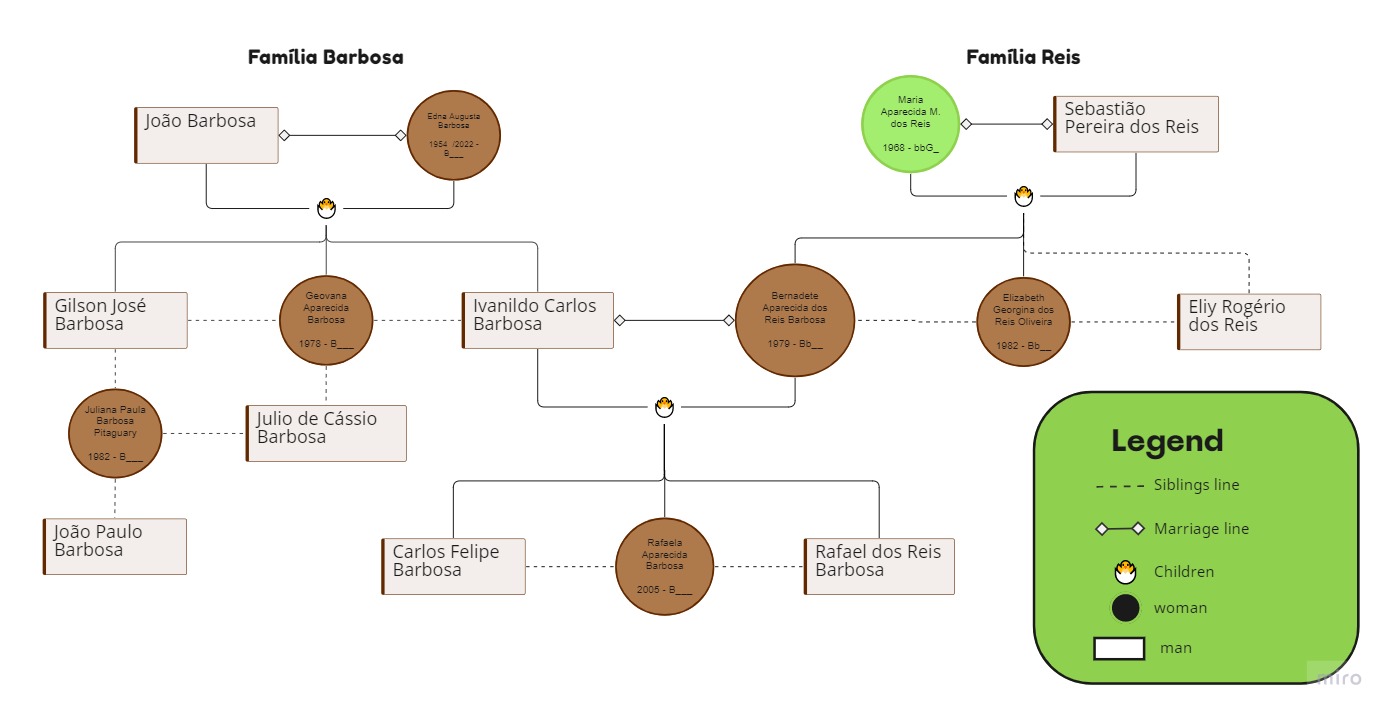 Família Barbosa
Família Reis
João Barbosa
Edna Augusta
Barbosa
1954 /2022 -
B___
Maria
Aparecida M.
dos Reis
1968 - bbG_
Sebastião
Pereira dos Reis
Gilson José
Barbosa
Geovana
Aparecida
Barbosa
1978 - B___
Ivanildo Carlos
Barbosa
Bernadete
Aparecida dos
Reis Barbosa
1979 - Bb__
Elizabeth
Georgina dos
Reis Oliveira
1982 - Bb__
Eliy Rogério
dos Reis
Juliana Paula
Barbosa
Pitaguary
1982 - B___
Julio de Cássio
Barbosa
João Paulo
Barbosa
Carlos Felipe
Barbosa
Rafaela
Aparecida
Barbosa
2005 - B___
Rafael dos Reis
Barbosa
Legend
Siblings line
Marriage line
Children
woman
man
miro